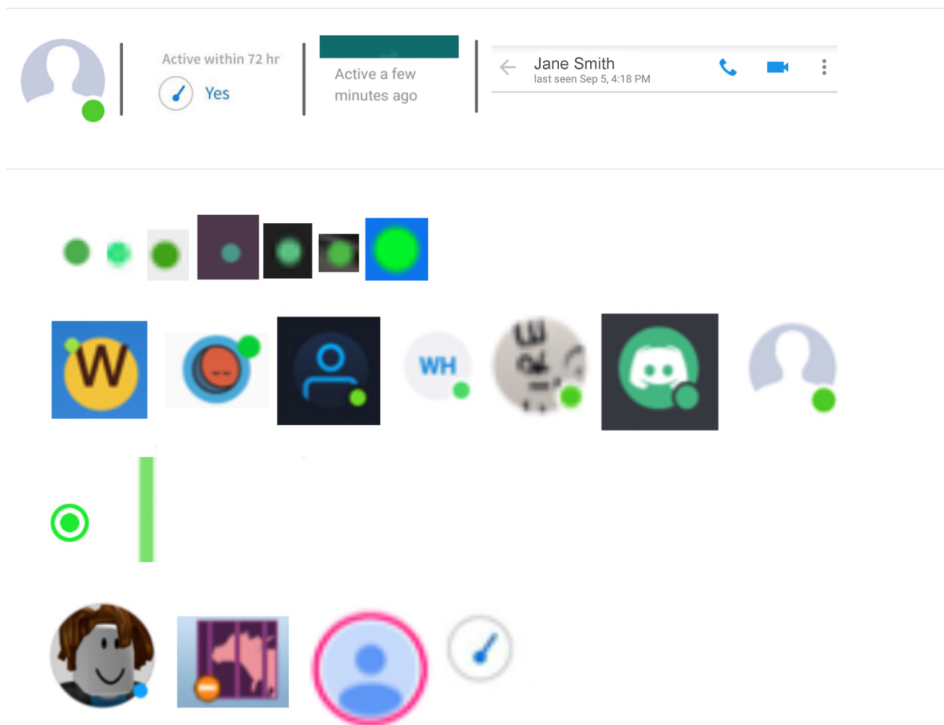 Active within 72 hr
Yes
Active a few
minutes ago
Jane Smith
last seen Sep 5, 4:18 PM
W
WH